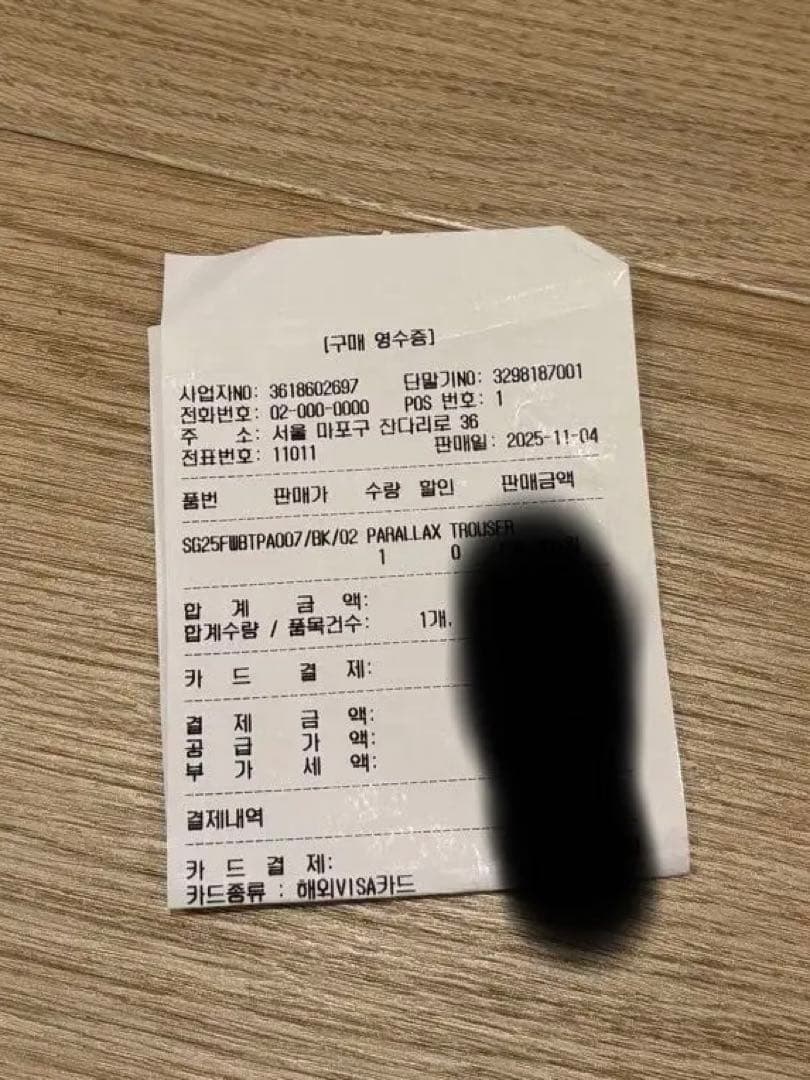 [구매 영수증]
사업자NO: 3618602697 단말기NO: 3298187001
전화번호: 02-000-0000 POS 번호: 1
주 소: 서울 마포구 잔다리로 36
전표번호: 11011 판매일: 2025-11-04
품번 판매가 수량 할인 판매금액
SG25FWBTPA007/BK/02 PARALLAX TROUSER
1 0
합 계 금 액:
합계수량 / 품목건수: 1개,
카 드 결 제:
결 제 금 액:
공 급 가 액:
부 가 세 액:
결제내역
카 드 결 제:
카드종류 : 해외VISA카드